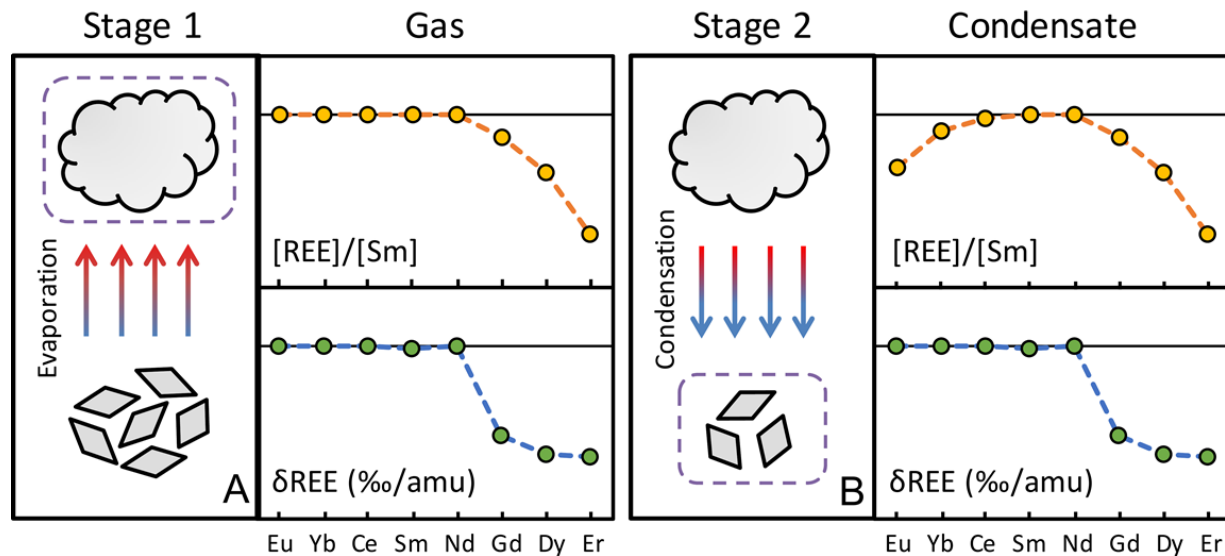 Stage 1
Gas
Stage 2
Condensate
Evaporation
A
[REE]/[Sm]
δREE (‰/amu)
Eu Yb Ce Sm Nd Gd Dy Er
Condensation
B
[REE]/[Sm]
δREE (‰/amu)
Eu Yb Ce Sm Nd Gd Dy Er